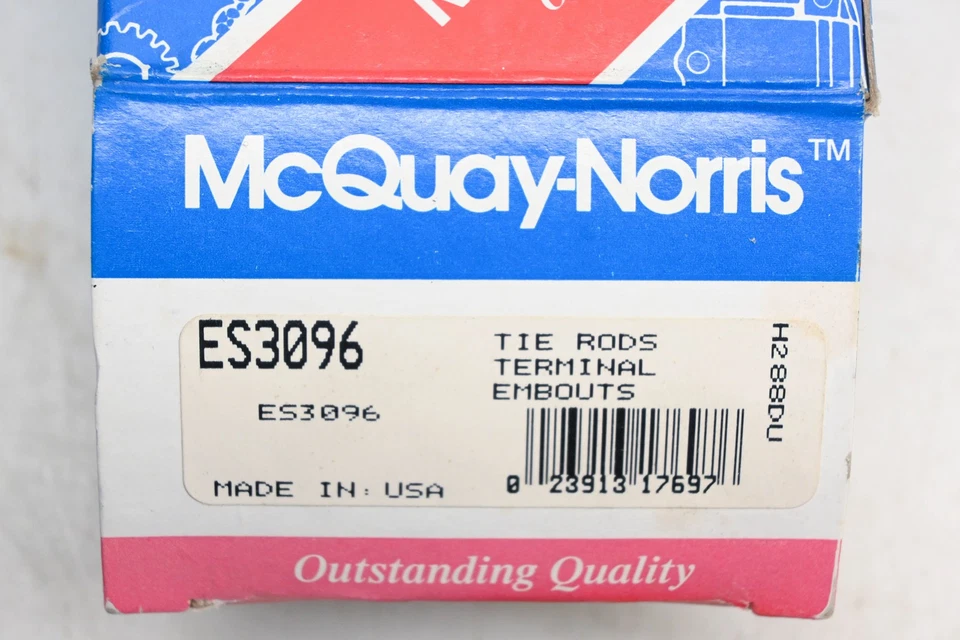 McQuay-Norris™
ES3096
ES3096
MADE IN: USA
TIE RODS
TERMINAL
EMBOUTS
0 23913 17697
H288DU
Outstanding Quality